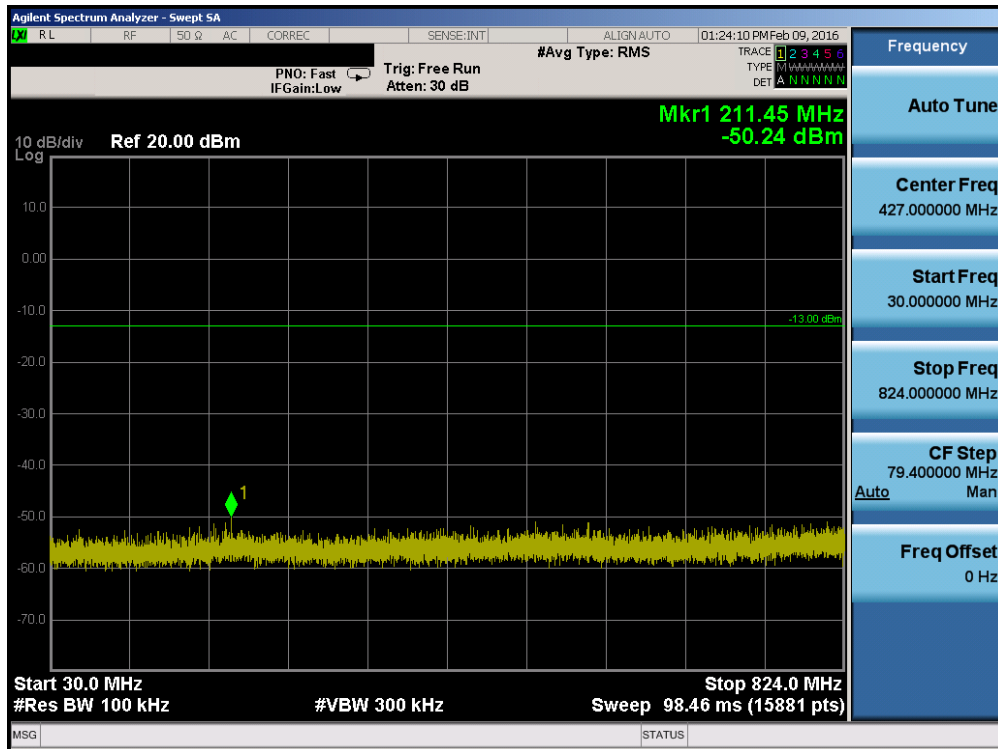 Agilent Spectrum Analyzer - Swept SA
LXI RL RF 50 Ω AC CORREC SENSE:INT ALIGN AUTO 01:24:10 PM Feb 09, 2016
#Avg Type: RMS TRACE 1 2 3 4 5 6
PNO: Fast Trig: Free Run TYPE M WWWWW
IFGain:Low Atten: 30 dB DET A N N N N N
Mkr1 211.45 MHz
-50.24 dBm
10 dB/div Ref 20.00 dBm
Log
10.0
0.00
-10.0
-13.00 dBm
-20.0
-30.0
-40.0
1
-50.0
-60.0
-70.0
Start 30.0 MHz Stop 824.0 MHz
#Res BW 100 kHz #VBW 300 kHz Sweep 98.46 ms (15881 pts)
MSG STATUS
Frequency
Auto Tune
Center Freq
427.000000 MHz
Start Freq
30.000000 MHz
Stop Freq
824.000000 MHz
CF Step
79.400000 MHz
Auto Man
Freq Offset
0 Hz